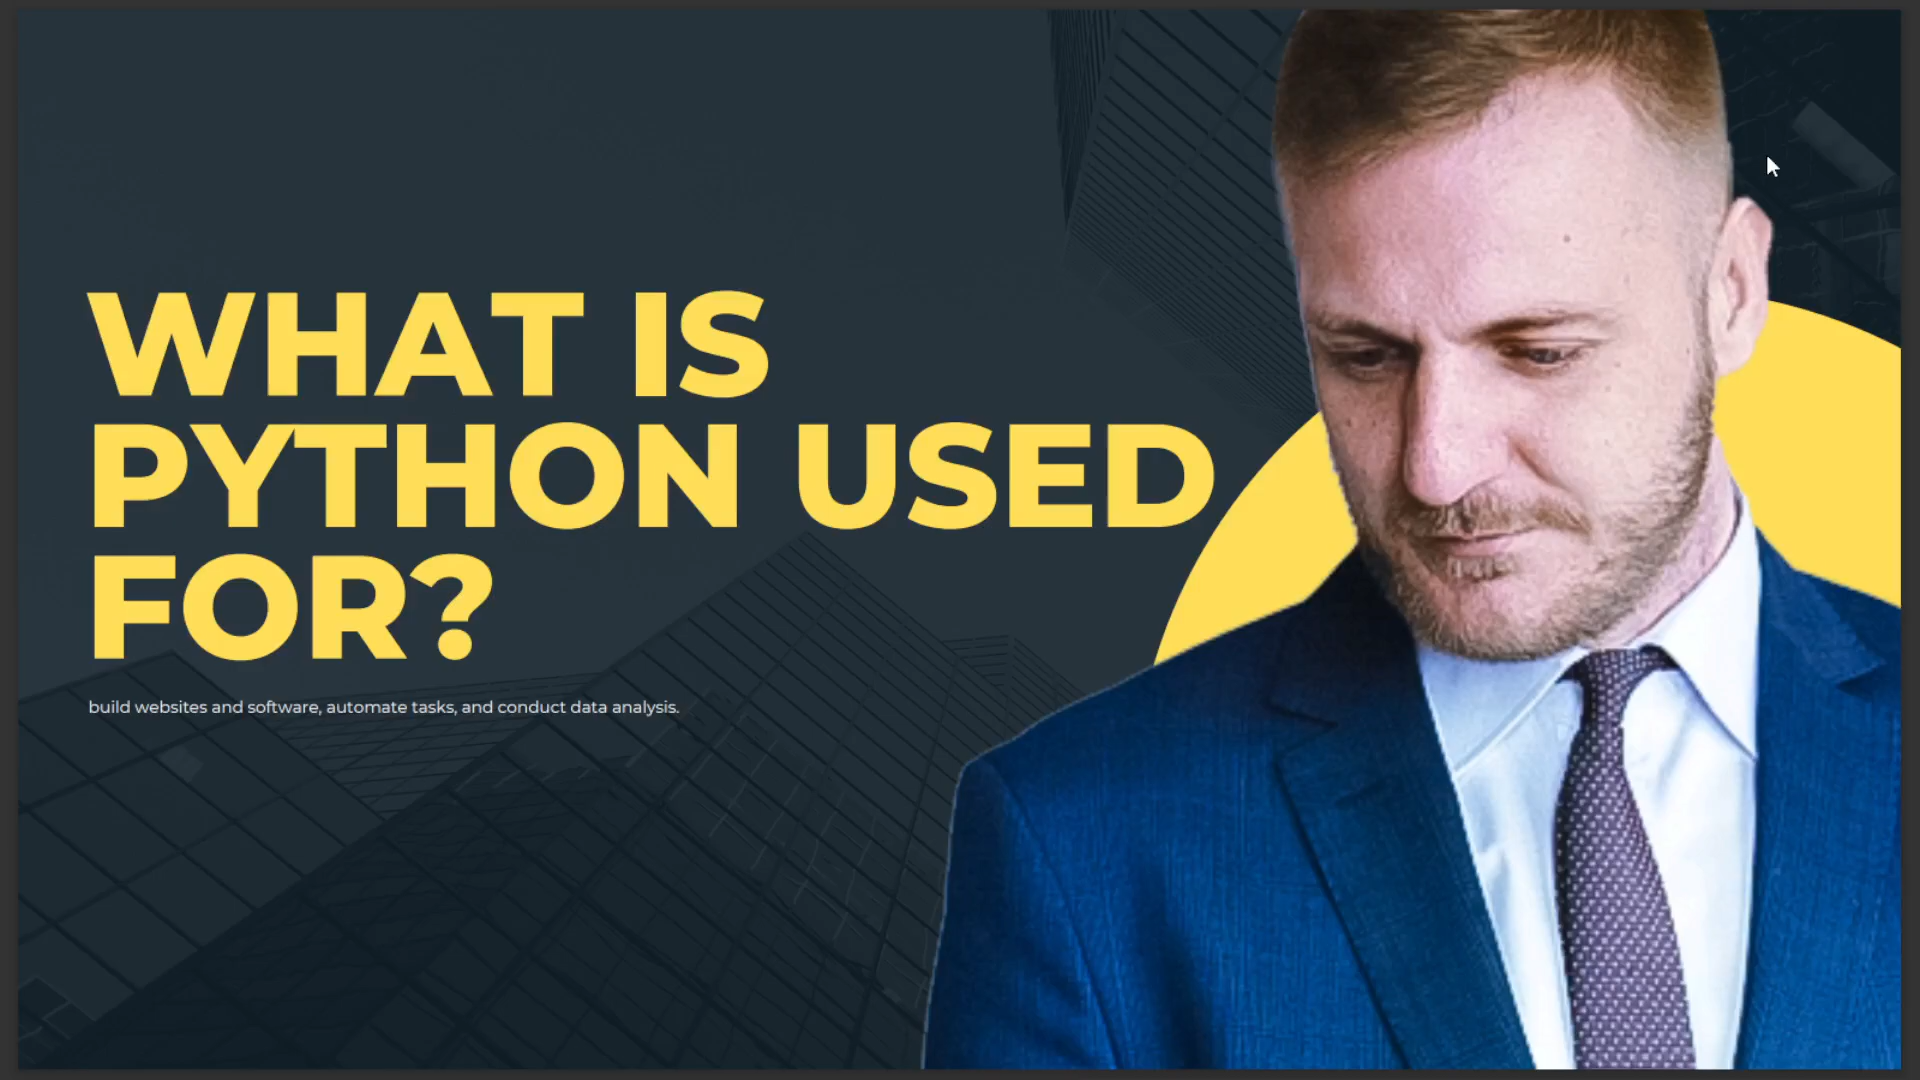 WHAT IS
PYTHON USED
FOR?
build websites and software, automate tasks, and conduct data analysis.